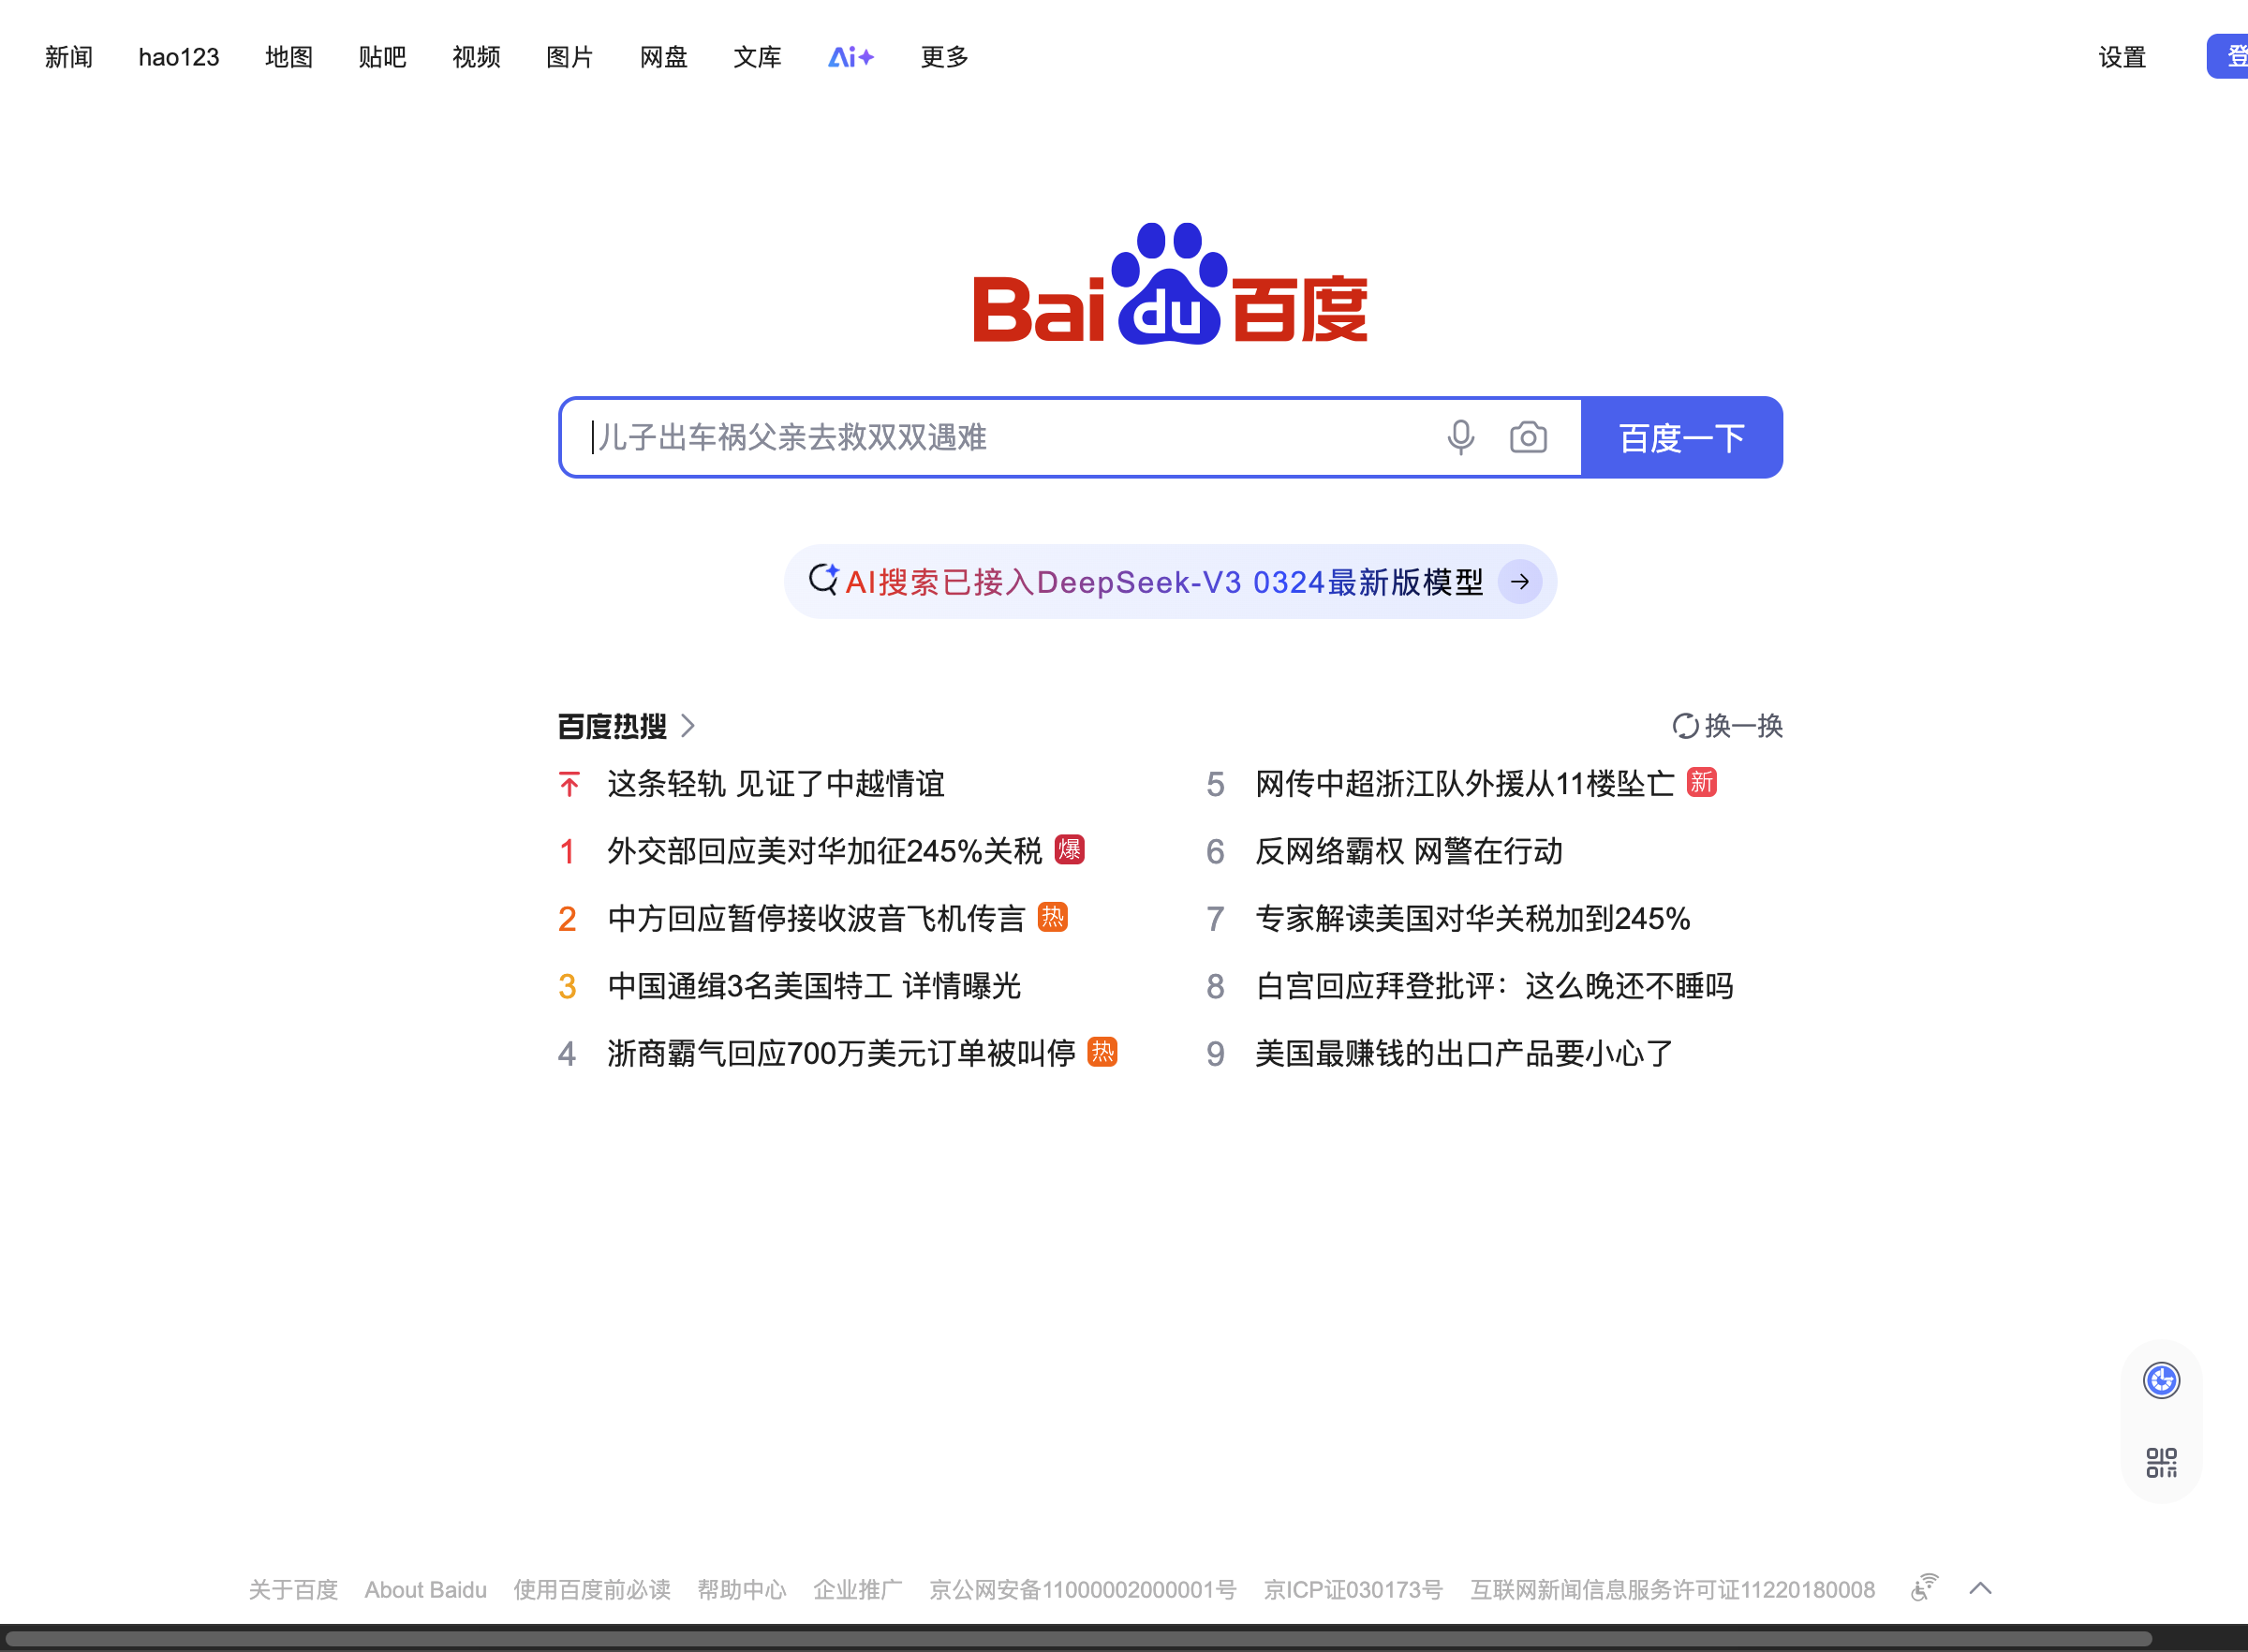 新闻 hao123 地图 贴吧 视频 图片 网盘 文库 Ai 更多 设置
Bai du 百度
儿子出车祸父亲去救双双遇难 百度一下
AI搜索已接入DeepSeek-V3 0324最新版模型
百度热搜 换一换
这条轻轨 见证了中越情谊
1 外交部回应美对华加征245%关税 爆
2 中方回应暂停接收波音飞机传言 热
3 中国通缉3名美国特工 详情曝光
4 浙商霸气回应700万美元订单被叫停 热
5 网传中超浙江队外援从11楼坠亡 新
6 反网络霸权 网警在行动
7 专家解读美国对华关税加到245%
8 白宫回应拜登批评：这么晚还不睡吗
9 美国最赚钱的出口产品要小心了
关于百度 About Baidu 使用百度前必读 帮助中心 企业推广 京公网安备11000002000001号 京ICP证030173号 互联网新闻信息服务许可证11220180008